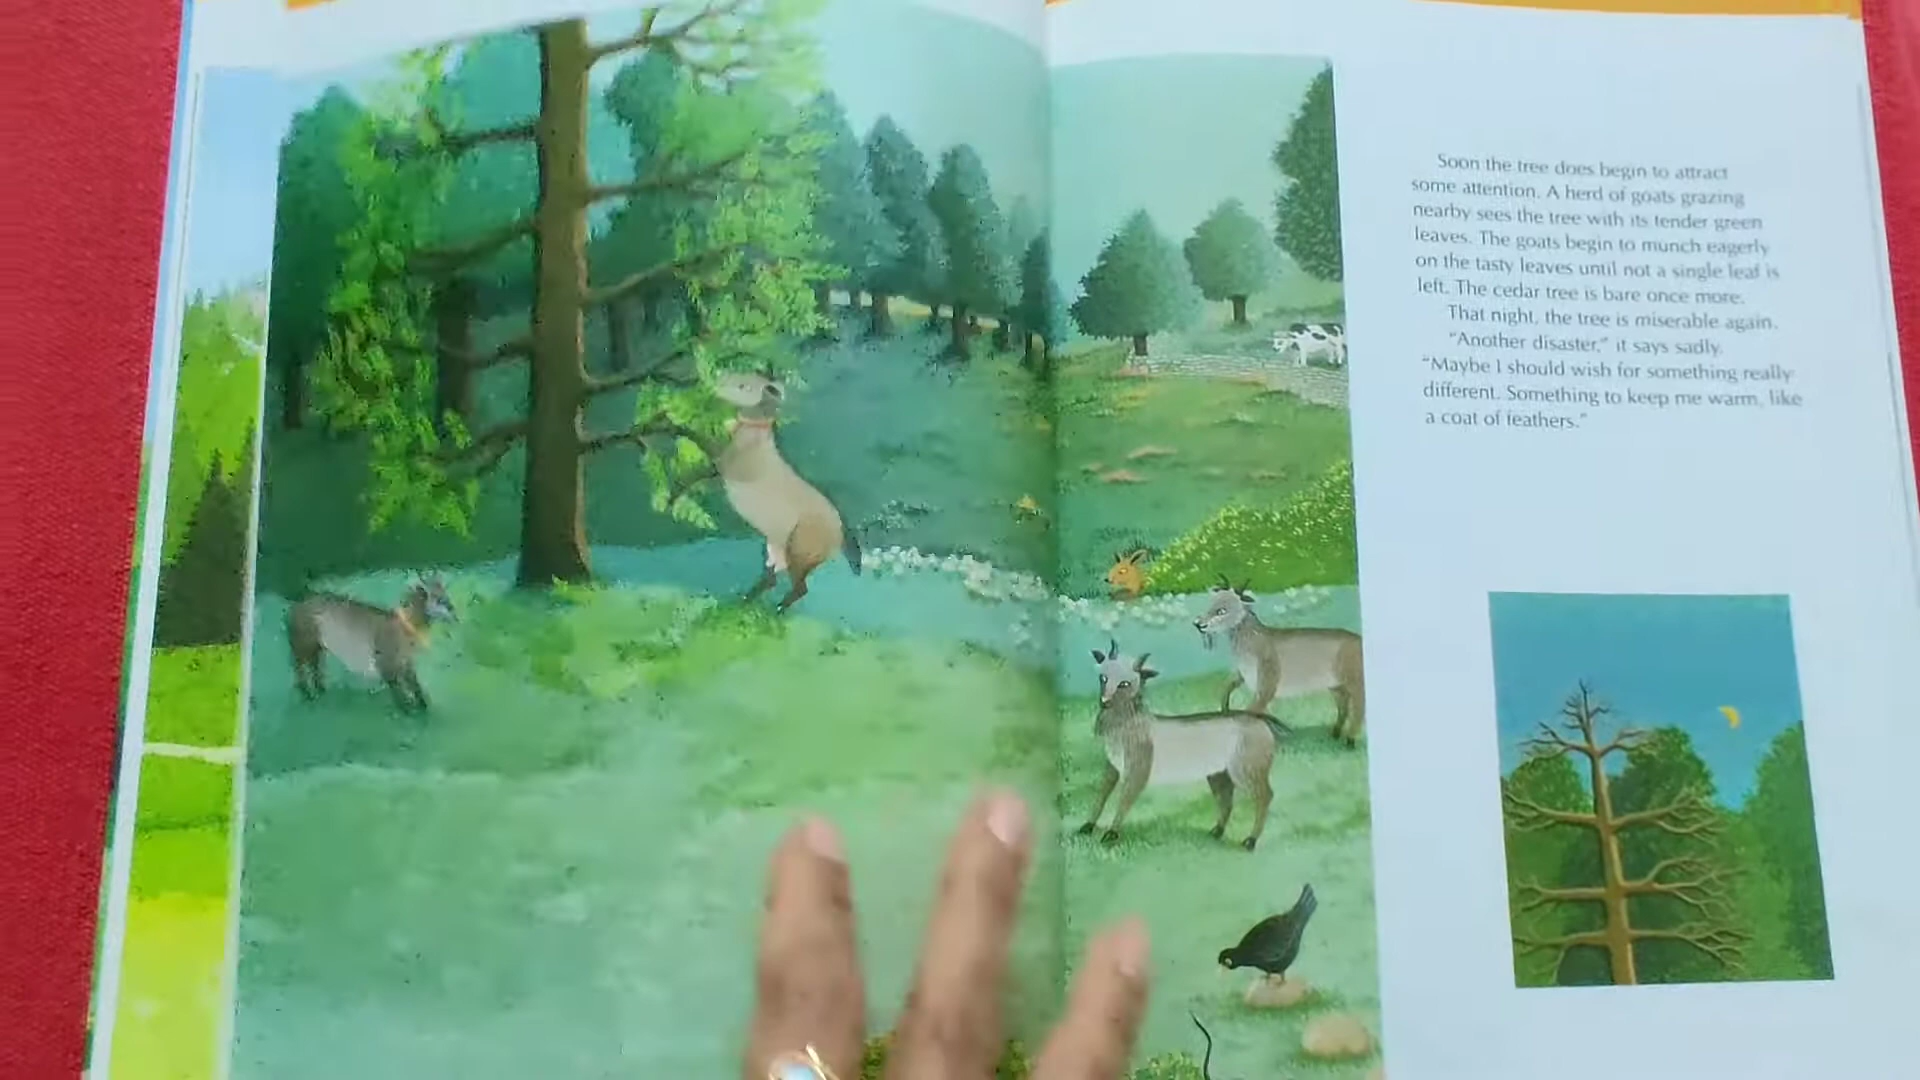 Soon the tree does begin to attract
some attention. A herd of goats grazing
nearby sees the tree with its tender green
leaves. The goats begin to munch eagerly
on the tasty leaves until not a single leaf is
left. The cedar tree is bare once more.
That night, the tree is miserable again.
"Another disaster," it says sadly.
"Maybe I should wish for something really
different. Something to keep me warm, like
a coat of feathers."